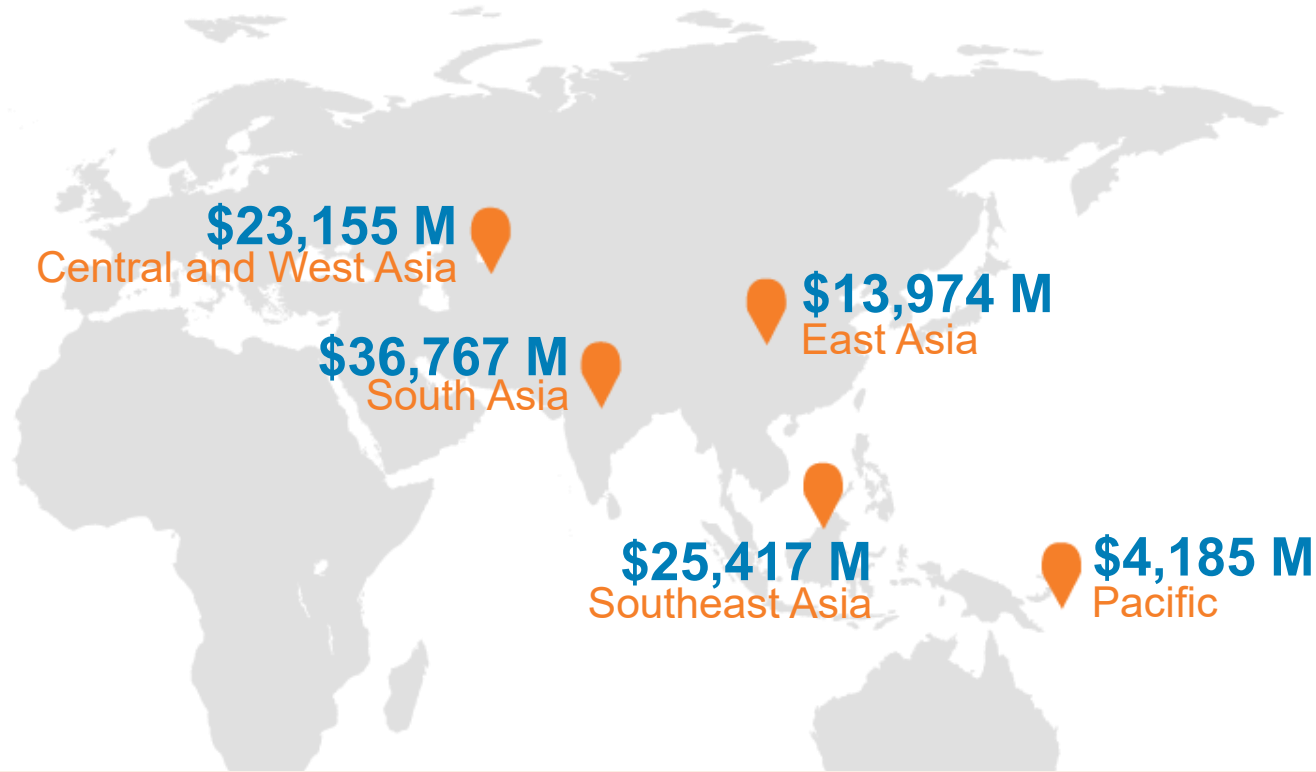 $23,155 M
Central and West Asia
$13,974 M
East Asia
$36,767 M
South Asia
$25,417 M
Southeast Asia
$4,185 M
Pacific